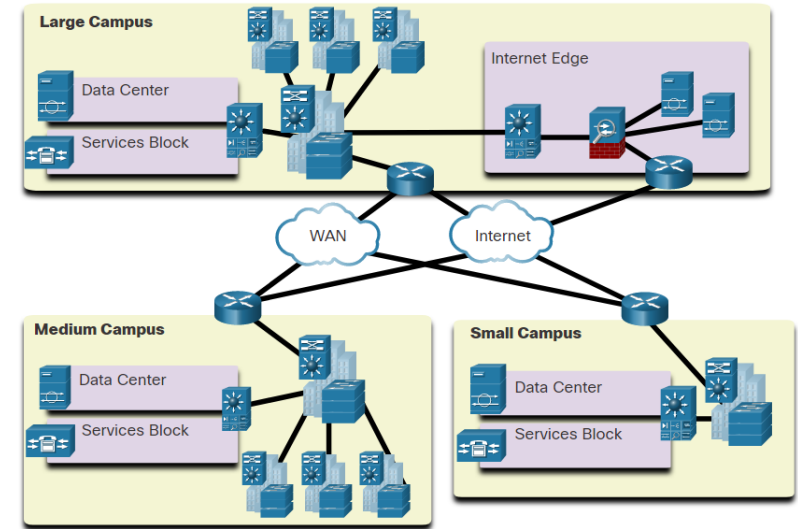 Large Campus
Internet Edge
Data Center
Services Block
WAN
Internet
Medium Campus
Small Campus
Data Center
Data Center
Services Block
Services Block